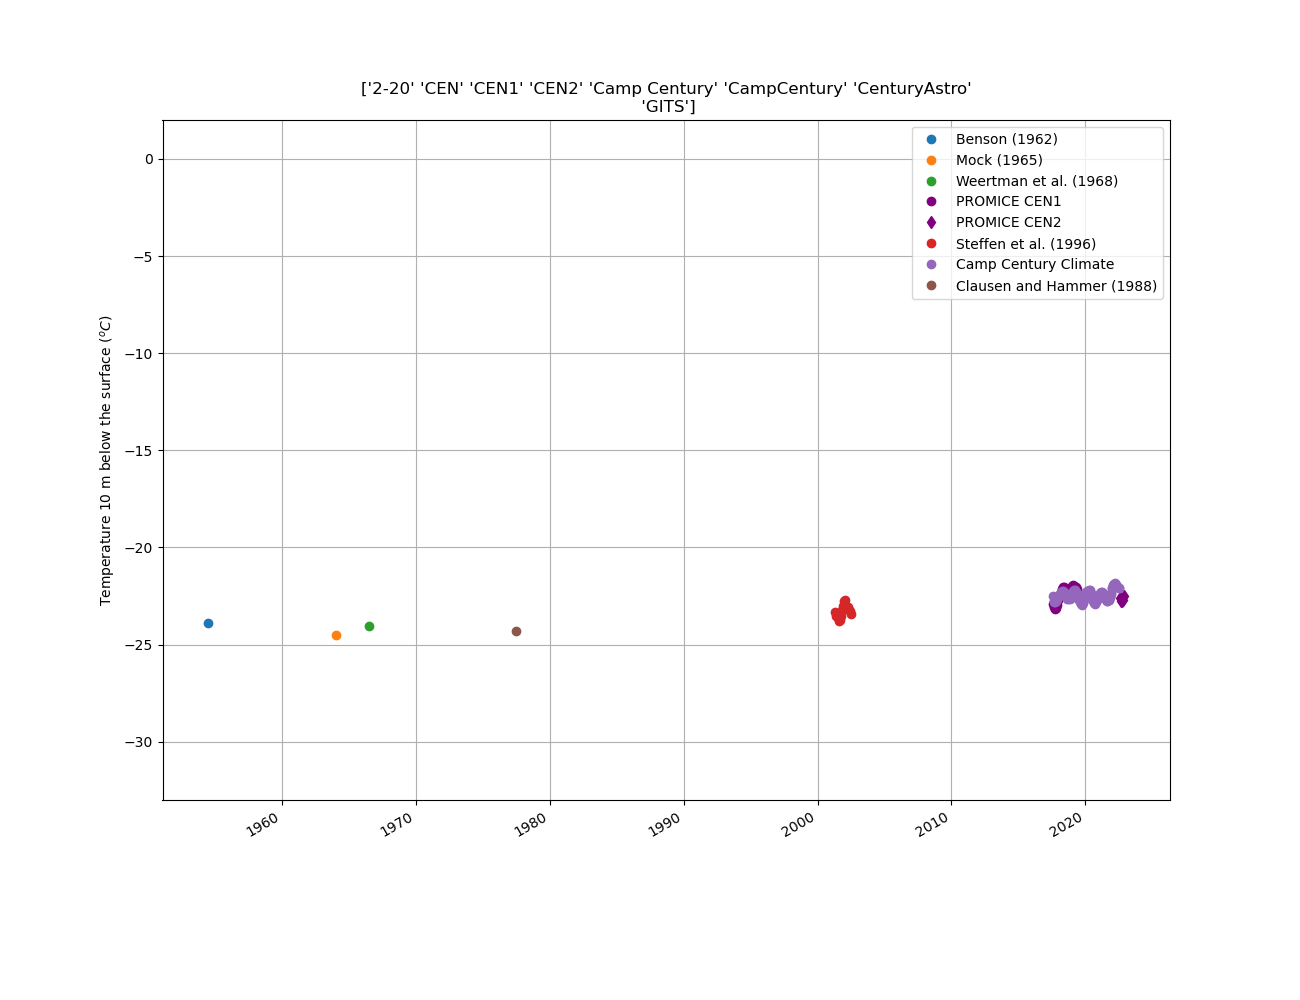 ['2-20' 'CEN' 'CEN1' 'CEN2' 'Camp Century' 'CampCentury' 'CenturyAstro'
'GITS']
Benson (1962)
Mock (1965)
Weertman et al. (1968)
PROMICE CEN1
PROMICE CEN2
Steffen et al. (1996)
Camp Century Climate
Clausen and Hammer (1988)
Temperature 10 m below the surface (°C)
0
−5
−10
−15
−20
−25
−30
1960
1970
1980
1990
2000
2010
2020